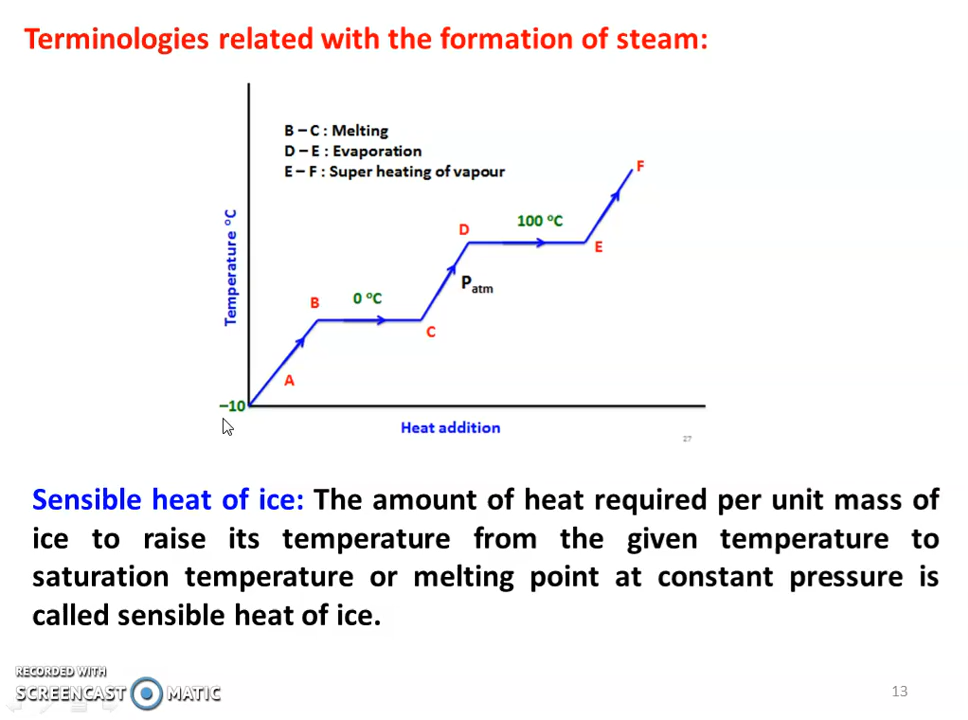 Terminologies related with the formation of steam:
B – C : Melting
D – E : Evaporation
E – F : Super heating of vapour
F
Temperature °C
D
100 °C
E
P atm
B
0 °C
C
A
–10
Heat addition
27
Sensible heat of ice: The amount of heat required per unit mass of
ice to raise its temperature from the given temperature to
saturation temperature or melting point at constant pressure is
called sensible heat of ice.
RECORDED WITH
SCREENCAST MATIC
13